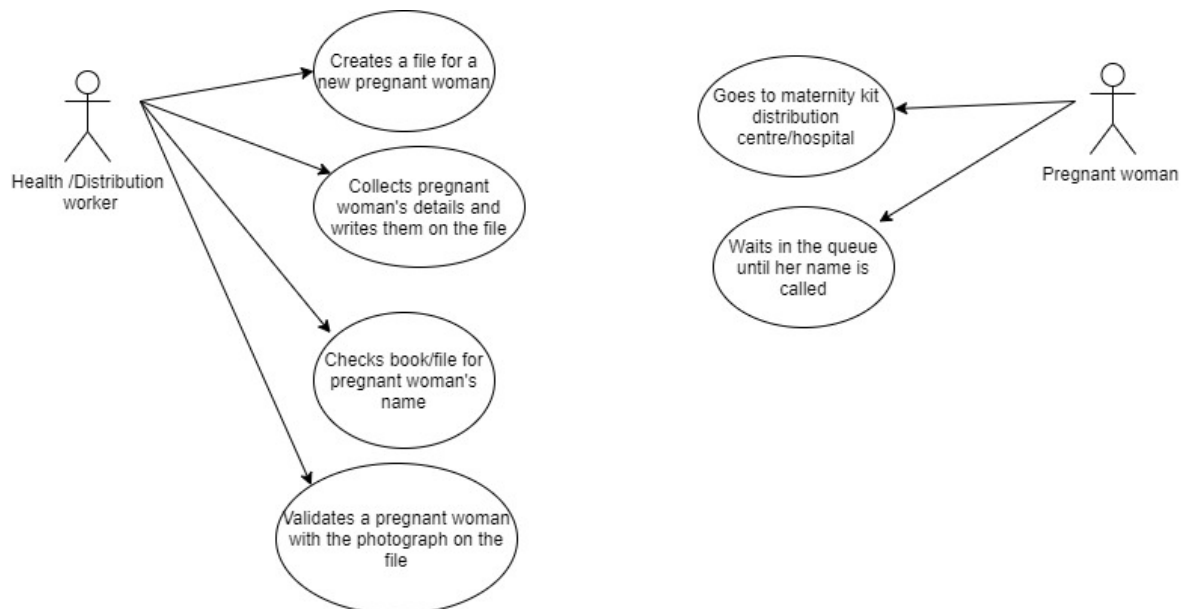 Creates a file for a
new pregnant woman
Health /Distribution
worker
Collects pregnant
woman's details and
writes them on the file
Checks book/file for
pregnant woman's
name
Validates a pregnant woman
with the photograph on the
file
Goes to maternity kit
distribution
centre/hospital
Pregnant woman
Waits in the queue
until her name is
called